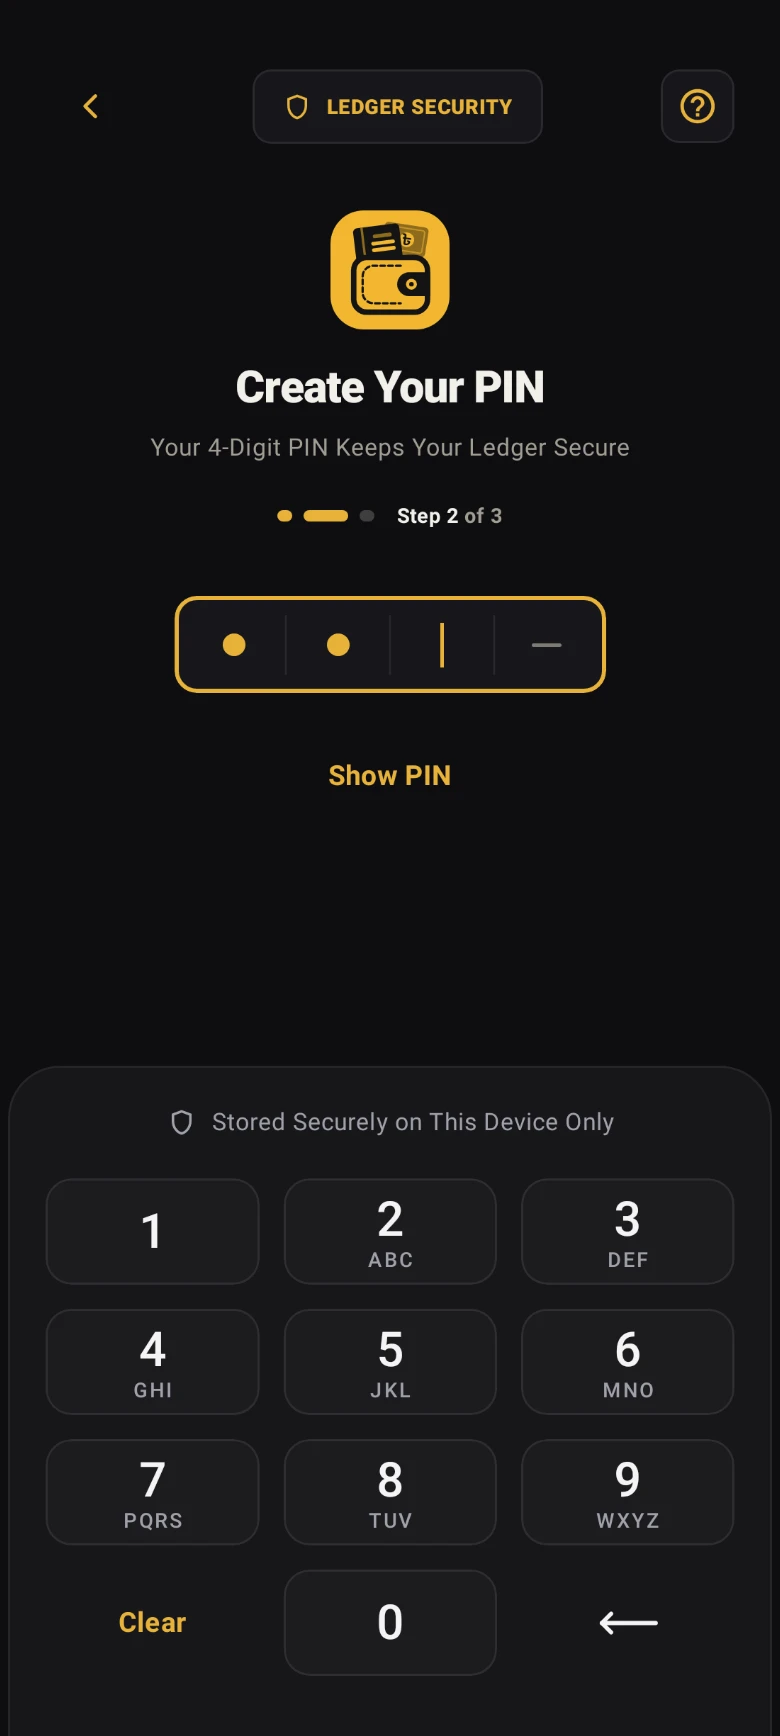 LEDGER SECURITY
৳
Create Your PIN
Your 4-Digit PIN Keeps Your Ledger Secure
Step 2 of 3
Show PIN
Stored Securely on This Device Only
1
2
ABC
3
DEF
4
GHI
5
JKL
6
MNO
7
PQRS
8
TUV
9
WXYZ
Clear
0